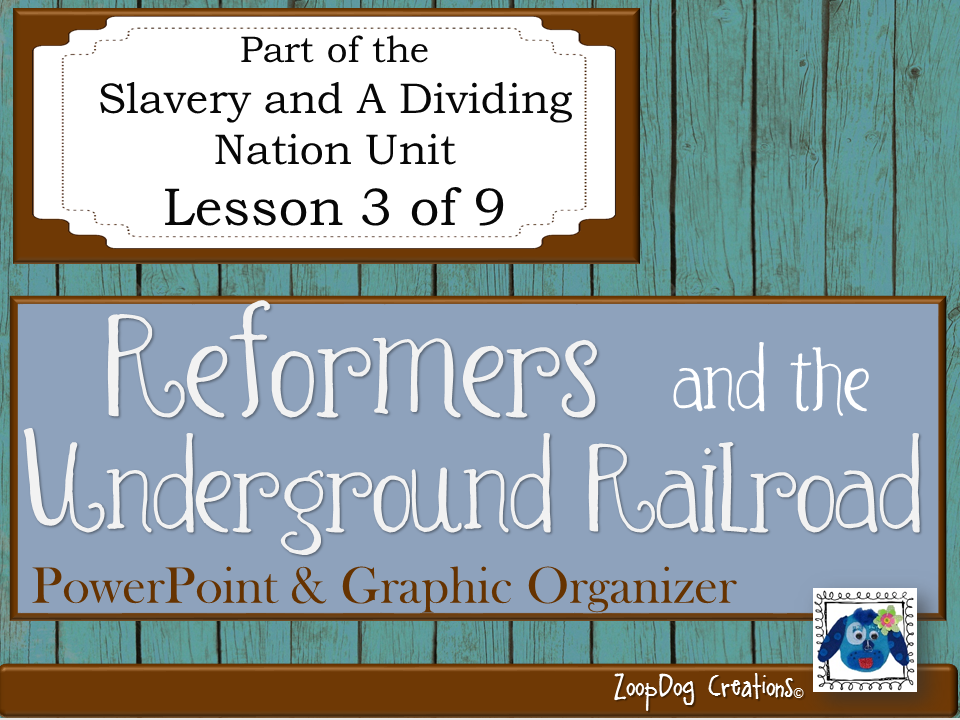 Part of the
Slavery and A Dividing
Nation Unit
Lesson 3 of 9
Reformers and the
Underground Railroad
PowerPoint & Graphic Organizer
ZoopDog Creations©